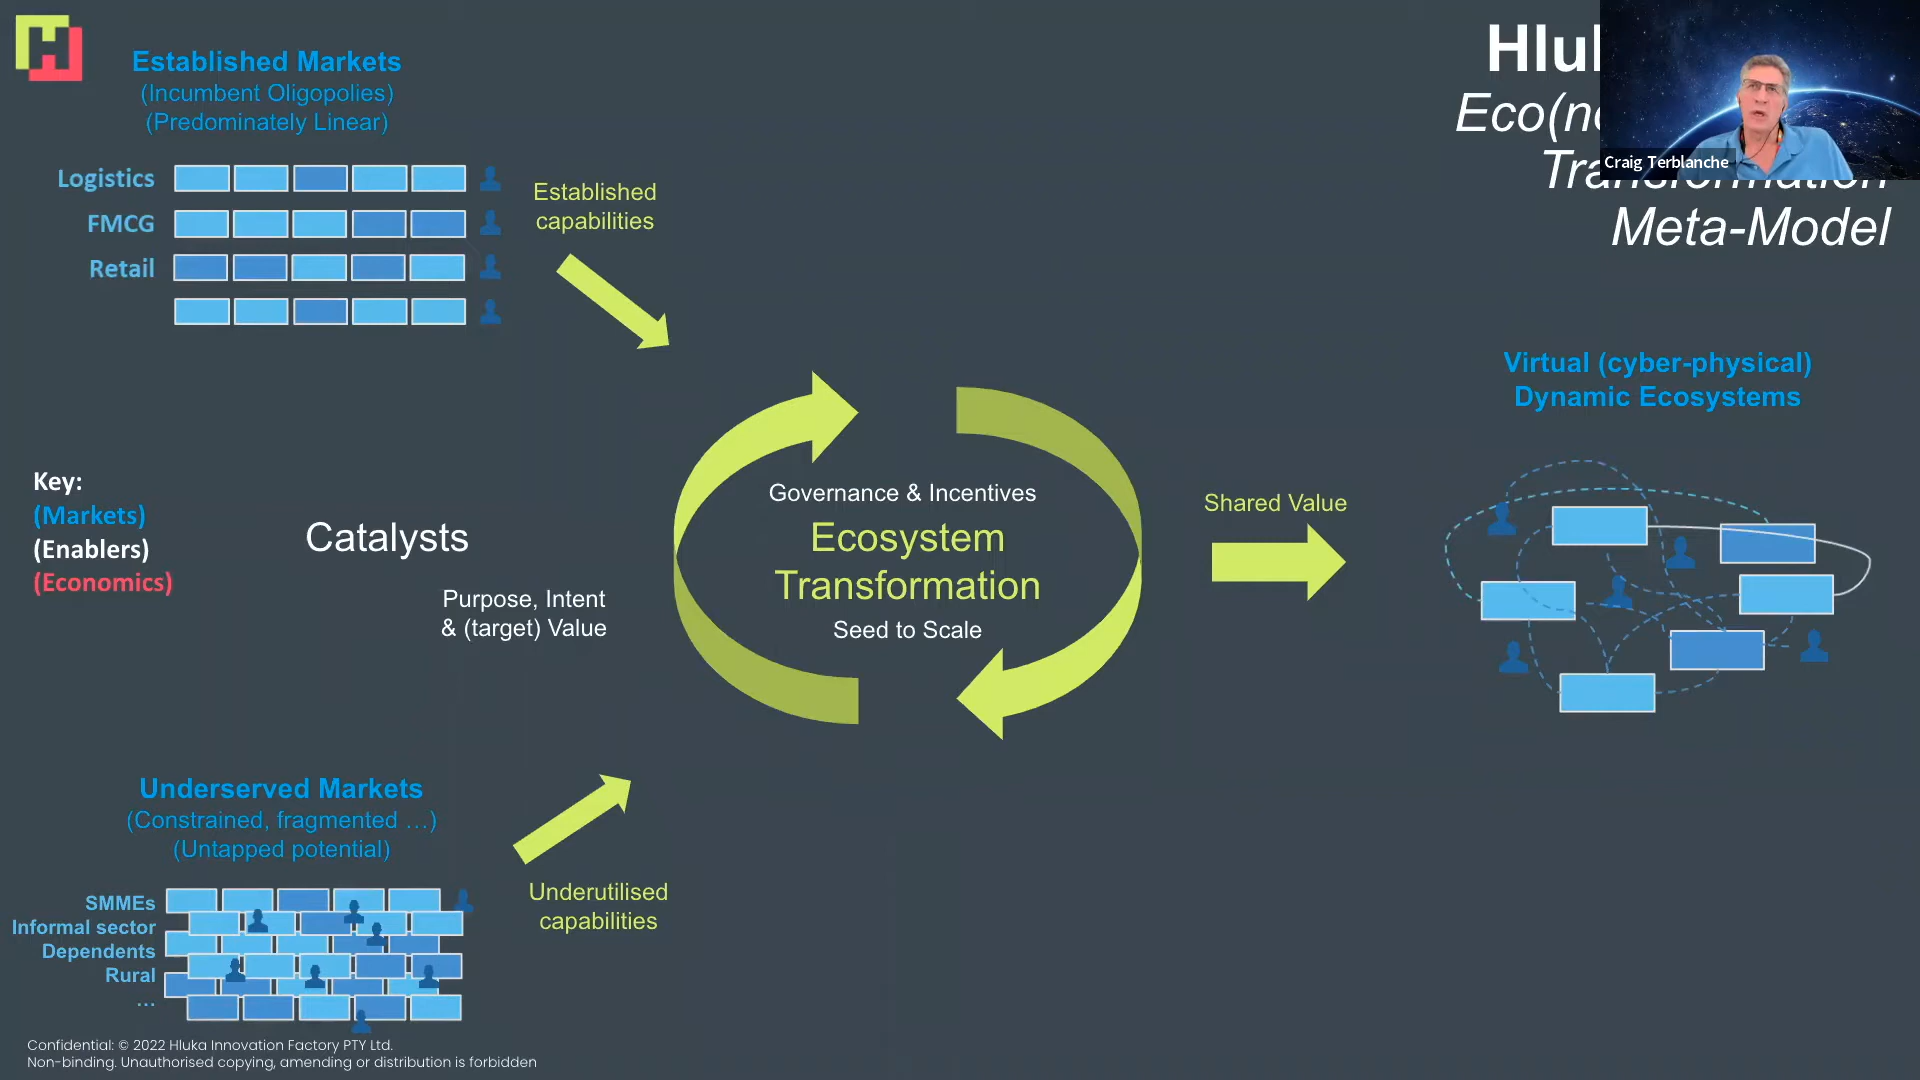 Established Markets
(Incumbent Oligopolies)
(Predominately Linear)
Logistics
FMCG
Retail
Established
capabilities
Meta-Model
Craig Terblanche
Virtual (cyber-physical)
Dynamic Ecosystems
Key:
(Markets)
(Enablers)
(Economics)
Catalysts
Purpose, Intent
& (target) Value
Governance & Incentives
Ecosystem
Transformation
Seed to Scale
Shared Value
Underserved Markets
(Constrained, fragmented …)
(Untapped potential)
SMMEs
Informal sector
Dependents
Rural
…
Underutilised
capabilities
Confidential: © 2022 Hluka Innovation Factory PTY Ltd.
Non-binding. Unauthorised copying, amending or distribution is forbidden